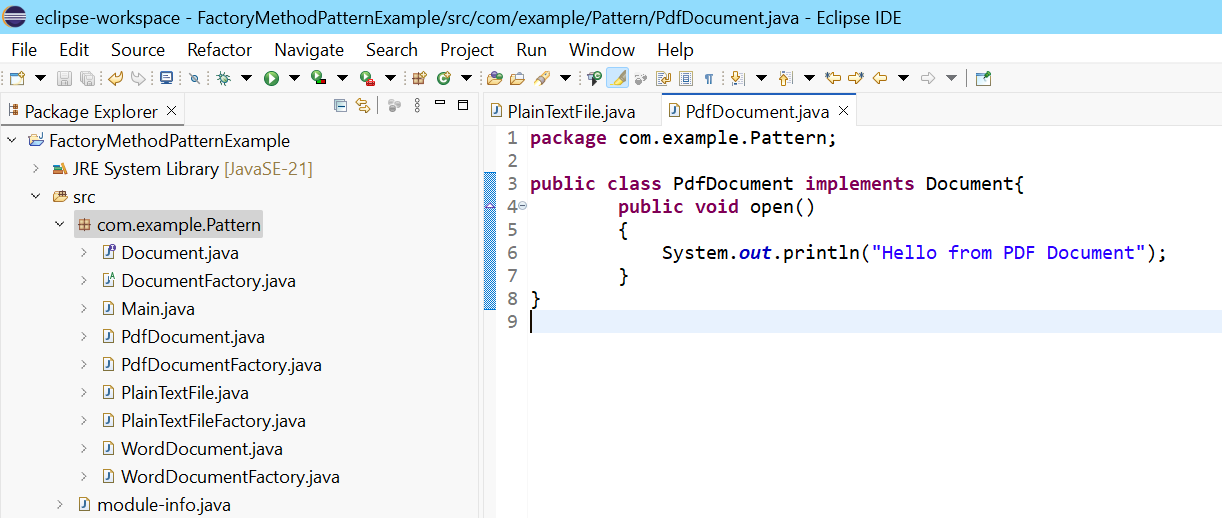 eclipse-workspace - FactoryMethodPatternExample/src/com/example/Pattern/PdfDocument.java - Eclipse IDE
File Edit Source Refactor Navigate Search Project Run Window Help
Package Explorer
FactoryMethodPatternExample
JRE System Library [JavaSE-21]
src
com.example.Pattern
Document.java
DocumentFactory.java
Main.java
PdfDocument.java
PdfDocumentFactory.java
PlainTextFile.java
PlainTextFileFactory.java
WordDocument.java
WordDocumentFactory.java
module-info.java
PlainTextFile.java PdfDocument.java
1 package com.example.Pattern;
2
3 public class PdfDocument implements Document{
4 public void open()
5 {
6 System.out.println("Hello from PDF Document");
7 }
8 }
9